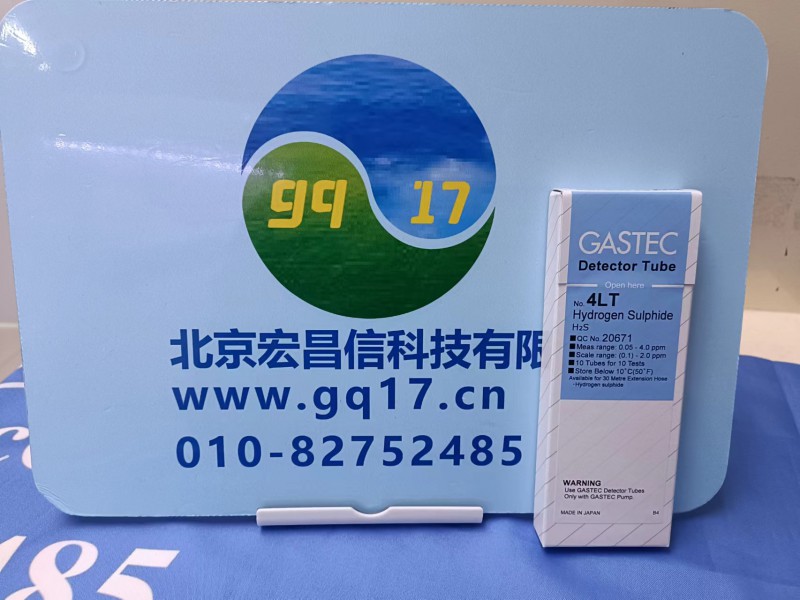 gq 17
北京宏昌信科技有限
www.gq17.cn
010-82752485
GASTEC
Detector Tube
Open here
No. 4LT
Hydrogen Sulphide
H₂S
■QC No. 20671
■Meas range: 0.05 - 4.0 ppm
■Scale range: (0.1) - 2.0 ppm
■10 Tubes for 10 Tests
■Store Below 10°C(50°F)
Available for 30 Metre Extension Hose
-Hydrogen sulphide
WARNING
Use GASTEC Detector Tubes
Only with GASTEC Pump.
MADE IN JAPAN
R4
485